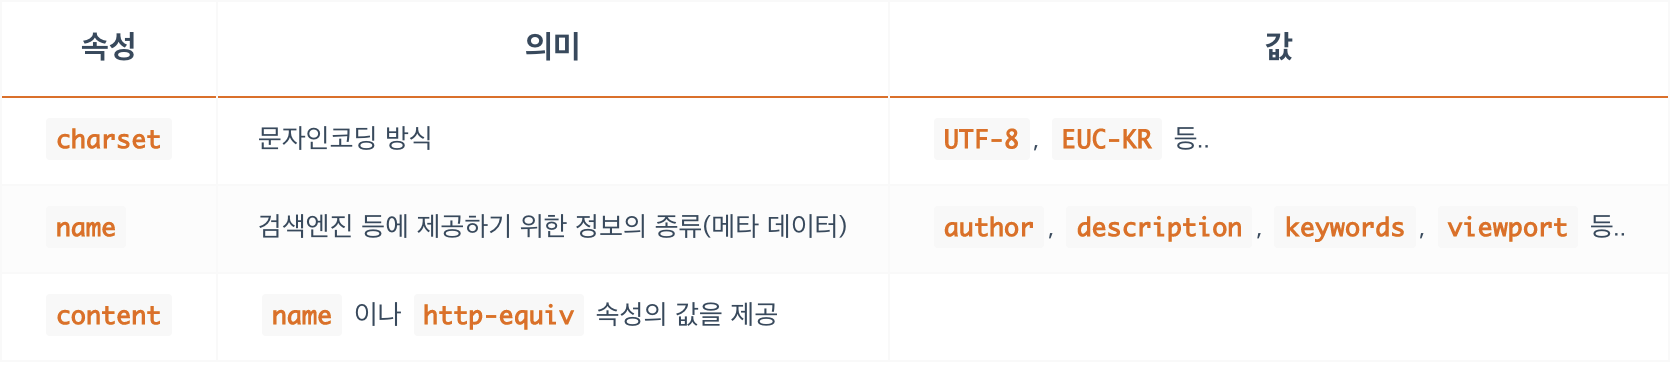 속성 의미 값
charset 문자인코딩 방식 UTF-8, EUC-KR 등..
name 검색엔진 등에 제공하기 위한 정보의 종류(메타 데이터) author, description, keywords, viewport 등..
content name 이나 http-equiv 속성의 값을 제공